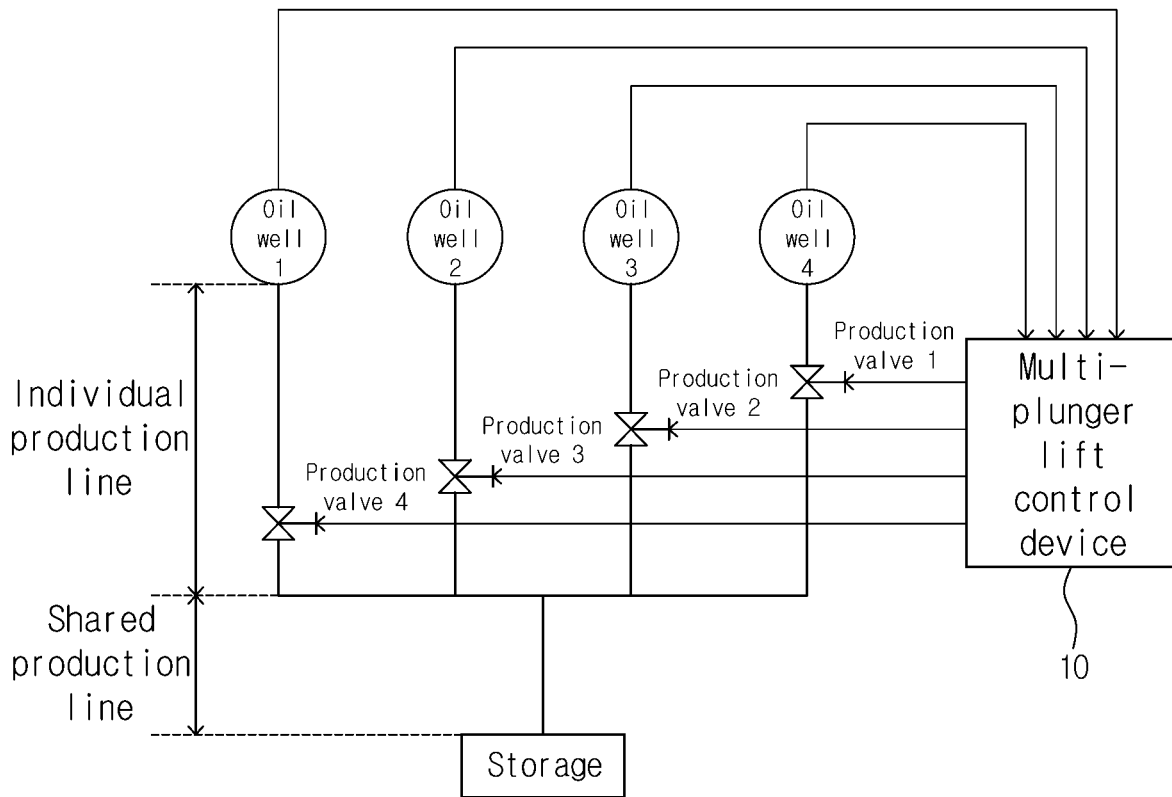 Oil
well
1
Oil
well
2
Oil
well
3
Oil
well
4
Production
valve 1
Production
valve 2
Production
valve 3
Production
valve 4
Individual
production
line
Shared
production
line
Multi-
plunger
lift
control
device
10
Storage